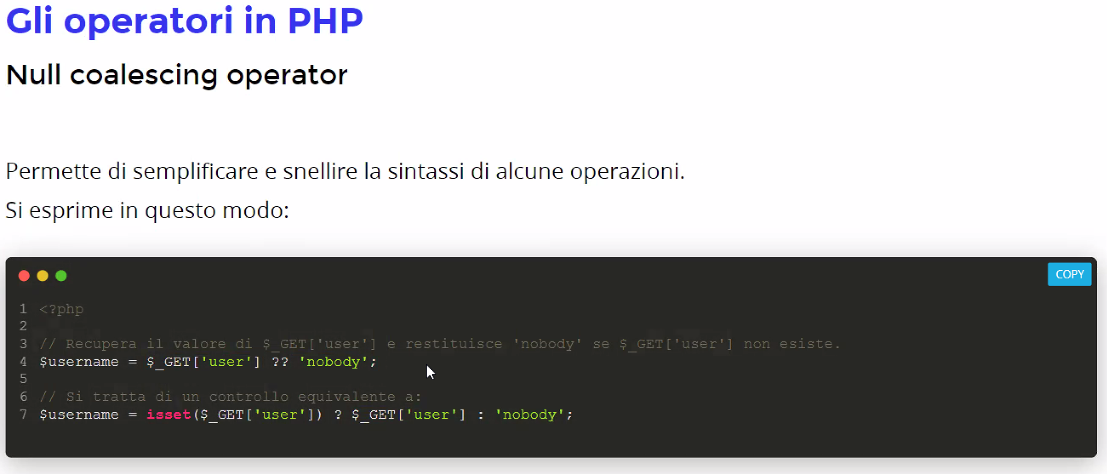 Gli operatori in PHP
Null coalescing operator
Permette di semplificare e snellire la sintassi di alcune operazioni.
Si esprime in questo modo:
COPY
1 <?php
2
3 // Recupera il valore di $_GET['user'] e restituisce 'nobody' se $_GET['user'] non esiste.
4 $username = $_GET['user'] ?? 'nobody';
5
6 // Si tratta di un controllo equivalente a:
7 $username = isset($_GET['user']) ? $_GET['user'] : 'nobody';